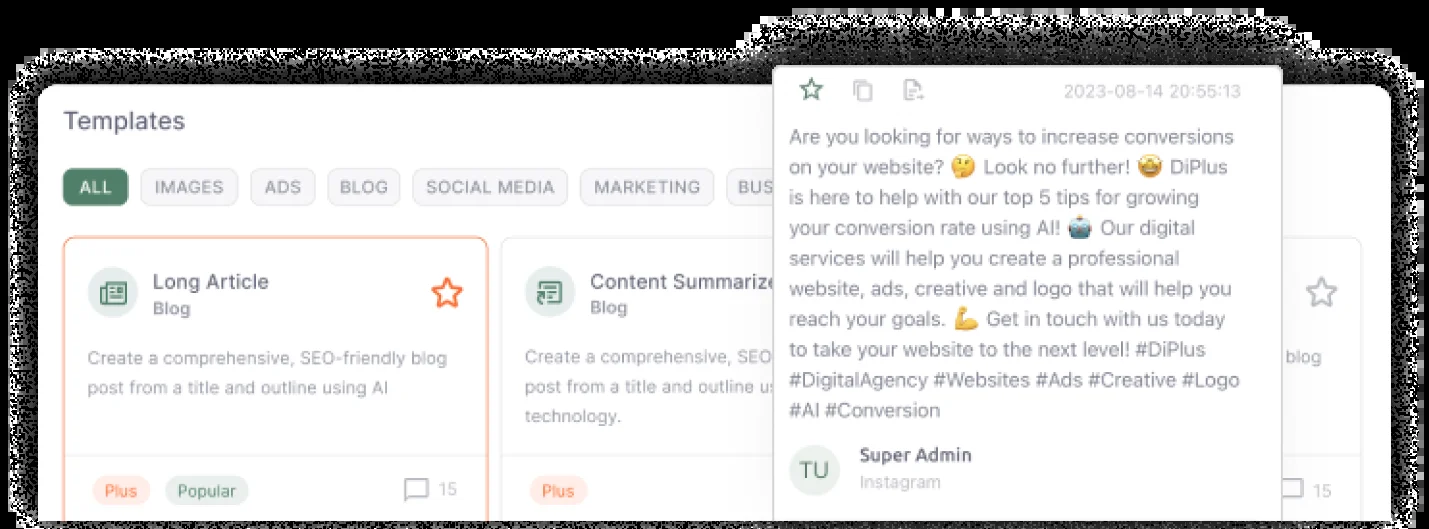 Templates
ALL IMAGES ADS BLOG SOCIAL MEDIA MARKETING BUS
Long Article
Blog
Create a comprehensive, SEO-friendly blog
post from a title and outline using AI
Plus Popular 15
Content Summarize
Blog
Create a comprehensive, SEO
post from a title and outline us
technology.
Plus
2023-08-14 20:55:13
Are you looking for ways to increase conversions
on your website? 🤔 Look no further! 🤩 DiPlus
is here to help with our top 5 tips for growing
your conversion rate using AI! 🤖 Our digital
services will help you create a professional
website, ads, creative and logo that will help you
reach your goals. 💪 Get in touch with us today
to take your website to the next level! #DiPlus
#DigitalAgency #Websites #Ads #Creative #Logo
#AI #Conversion
TU
Super Admin
Instagram
blog
15